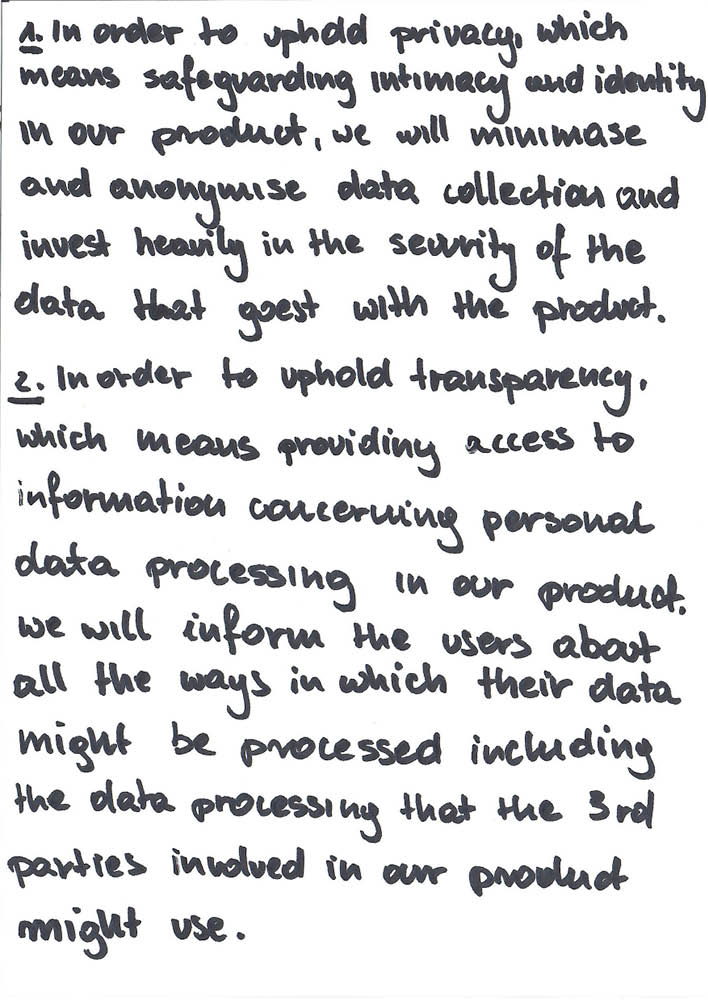 1. In order to uphold privacy, which
means safeguarding intimacy and identity
in our product, we will minimase
and anonymise data collection and
invest heavily in the security of the
data that goest with the product.
2. In order to uphold transparency,
which means providing access to
information concerning personal
data processing in our product,
we will inform the users about
all the ways in which their data
might be processed including
the data processing that the 3rd
parties involved in our product
might use.